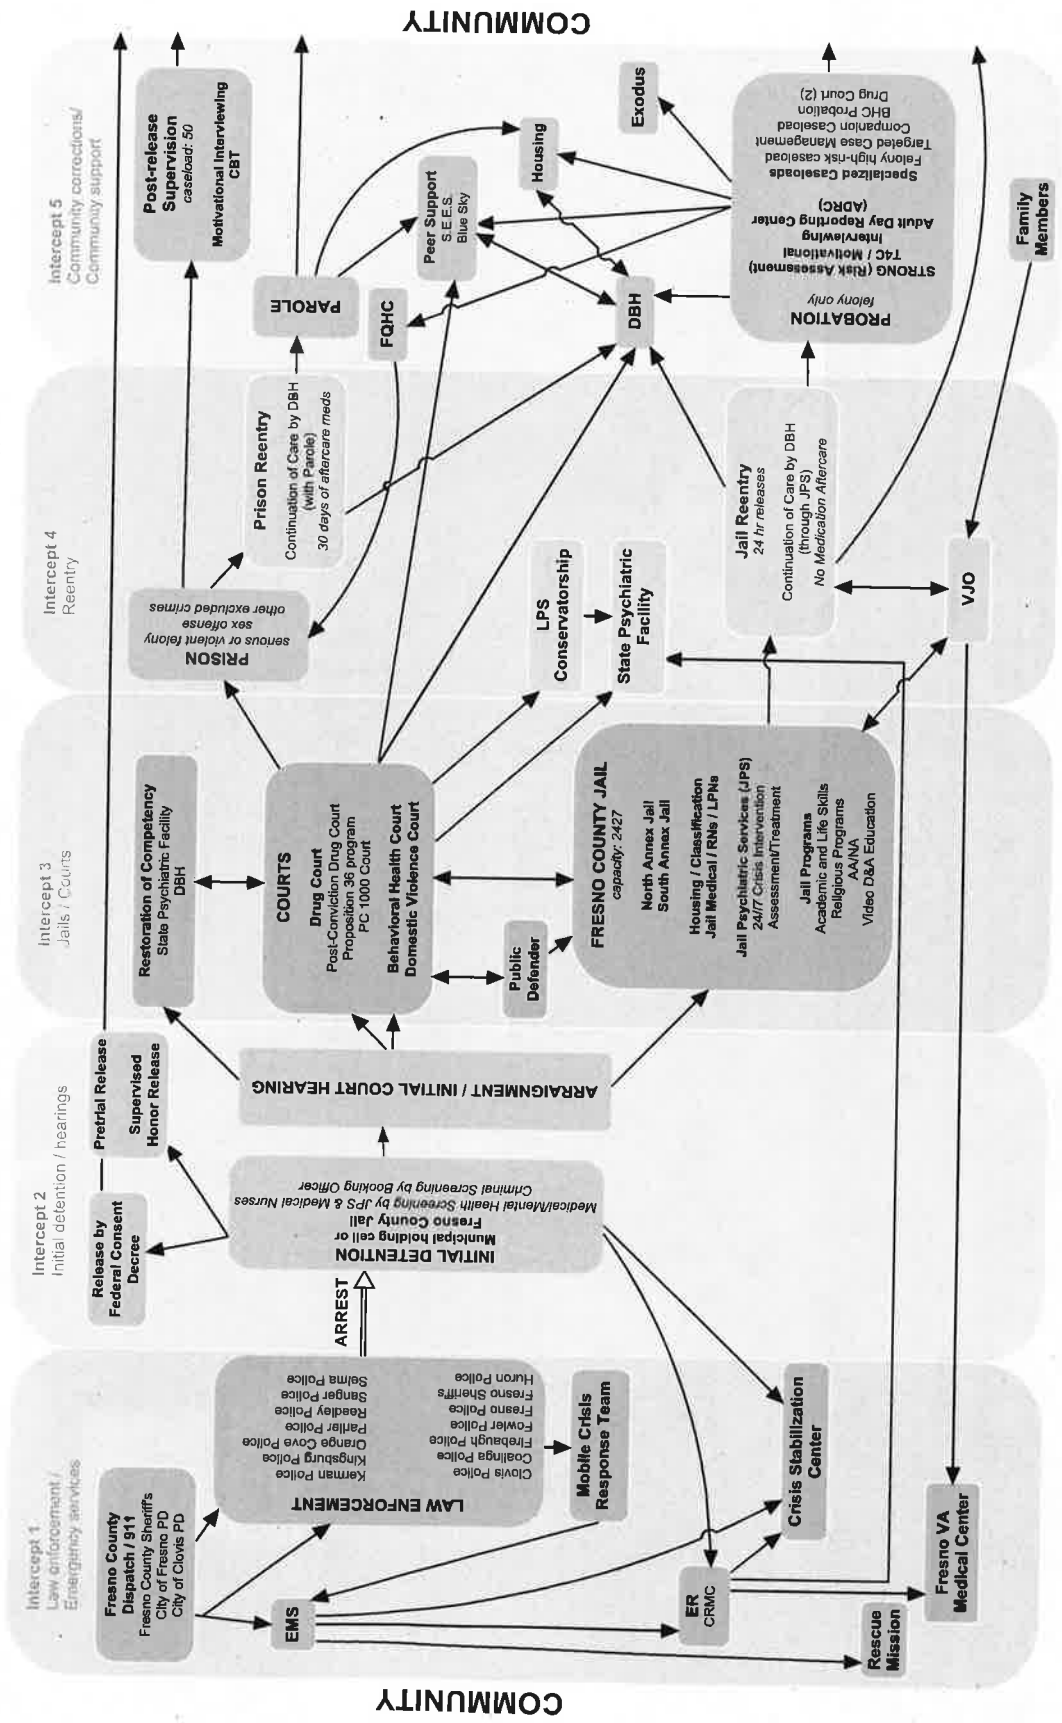 COMMUNITY
Intercept 1
Law enforcement /
Emergency services
Fresno County
Dispatch / 911
Fresno County Sheriff's
City of Fresno PD
City of Clovis PD
LAW ENFORCEMENT
Kerman Police
Kingsburg Police
Orange Cove Police
Parlier Police
Reedley Police
Sanger Police
Selma Police
Clovis Police
Coalinga Police
Firebaugh Police
Fowler Police
Fresno Police
Fresno Sheriff's
Huron Police
EMS
Mobile Crisis
Response Team
ER
CRMC
Crisis Stabilization
Center
Rescue
Mission
Fresno VA
Medical Center
ARREST
Intercept 2
Initial detention / hearings
Release by
Federal Consent
Decree
Pretrial Release
Supervised
Honor Release
INITIAL DETENTION
Municipal holding cell or
Fresno County Jail
Medical/Mental Health Screening by JPS & Medical Nurses
Criminal Screening by Booking Officer
ARRAIGNMENT / INITIAL COURT HEARING
Intercept 3
Jails / Courts
Restoration of Competency
State Psychiatric Facility
DBH
COURTS
Drug Court
Post-Conviction Drug Court
Proposition 36 program
PC 1000 Court
Behavioral Health Court
Domestic Violence Court
Public
Defender
FRESNO COUNTY JAIL
capacity: 2427
North Annex Jail
South Annex Jail
Housing / Classification
Jail Medical / RNs / LPNs
Jail Psychiatric Services (JPS)
24/7 Crisis Intervention
Assessment/Treatment
Jail Programs
Academic and Life Skills
Religious Programs
AA/NA
Video D&A Education
Intercept 4
Reentry
PRISON
serious or violent felony
sex offense
other excluded crimes
Prison Reentry
Continuation of Care by DBH
(with Parole)
30 days of aftercare meds
LPS
Conservatorship
State Psychiatric
Facility
Jail Reentry
24 hr releases
Continuation of Care by DBH
(through JPS)
No Medication Aftercare
VJO
Intercept 5
Community corrections/
Community support
Post-release
Supervision
caseload: 50
Motivational Interviewing
CBT
PAROLE
FQHC
Peer Support
S.E.E.S.
Blue Sky
Housing
DBH
Exodus
PROBATION
felony only
STRONG (Risk Assessment)
T4C / Motivational
Interviewing
Adult Day Reporting Center
(ADRC)
Specialized Caseloads
Felony high-risk caseload
Targeted Case Management
Companion Caseload
BHC Probation
Drug Court (2)
Family
Members
COMMUNITY